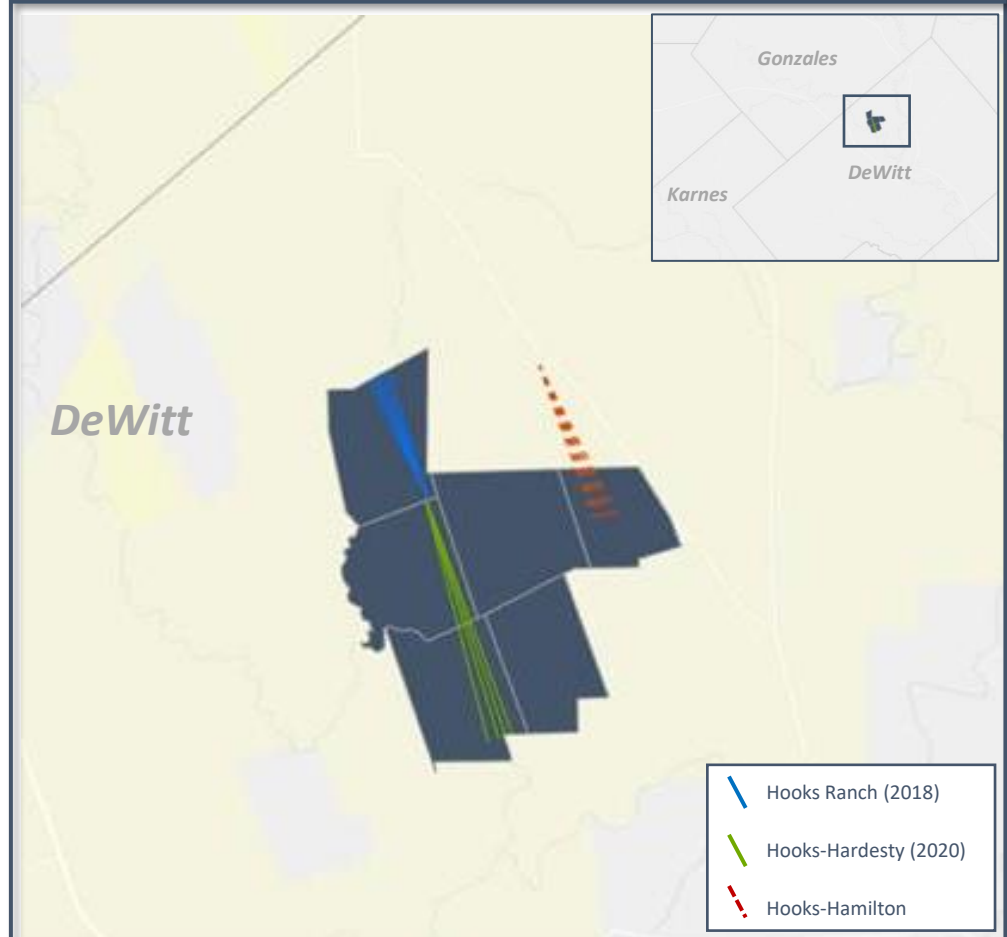 Gonzales
DeWitt
Karnes
DeWitt
Hooks Ranch (2018)
Hooks-Hardesty (2020)
Hooks-Hamilton